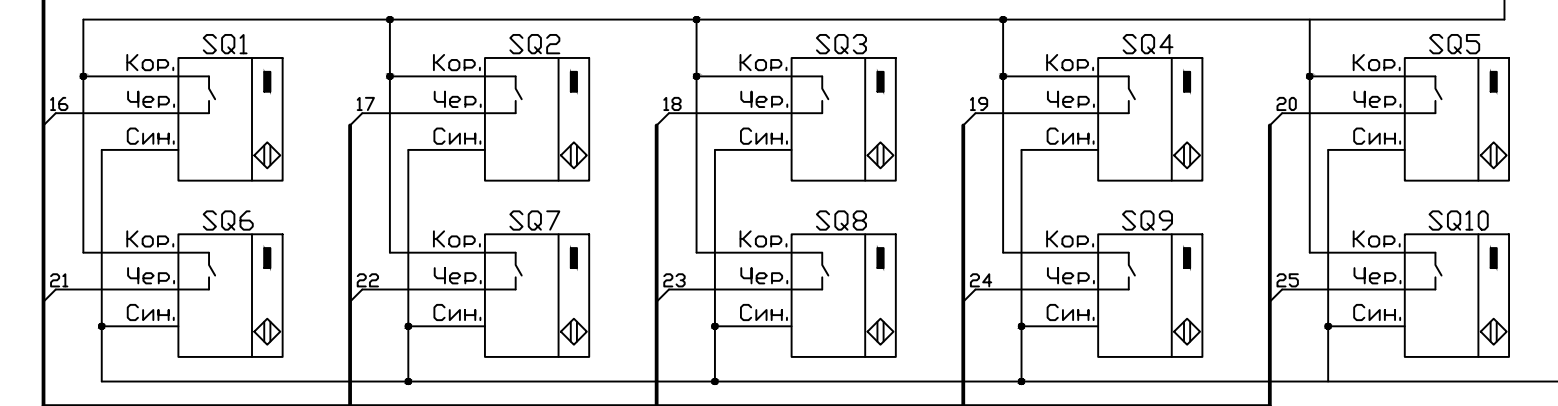 SQ1 SQ2 SQ3 SQ4 SQ5
Кор. Кор. Кор. Кор. Кор.
16 Чер. 17 Чер. 18 Чер. 19 Чер. 20 Чер.
Син. Син. Син. Син. Син.
SQ6 SQ7 SQ8 SQ9 SQ10
Кор. Кор. Кор. Кор. Кор.
21 Чер. 22 Чер. 23 Чер. 24 Чер. 25 Чер.
Син. Син. Син. Син. Син.